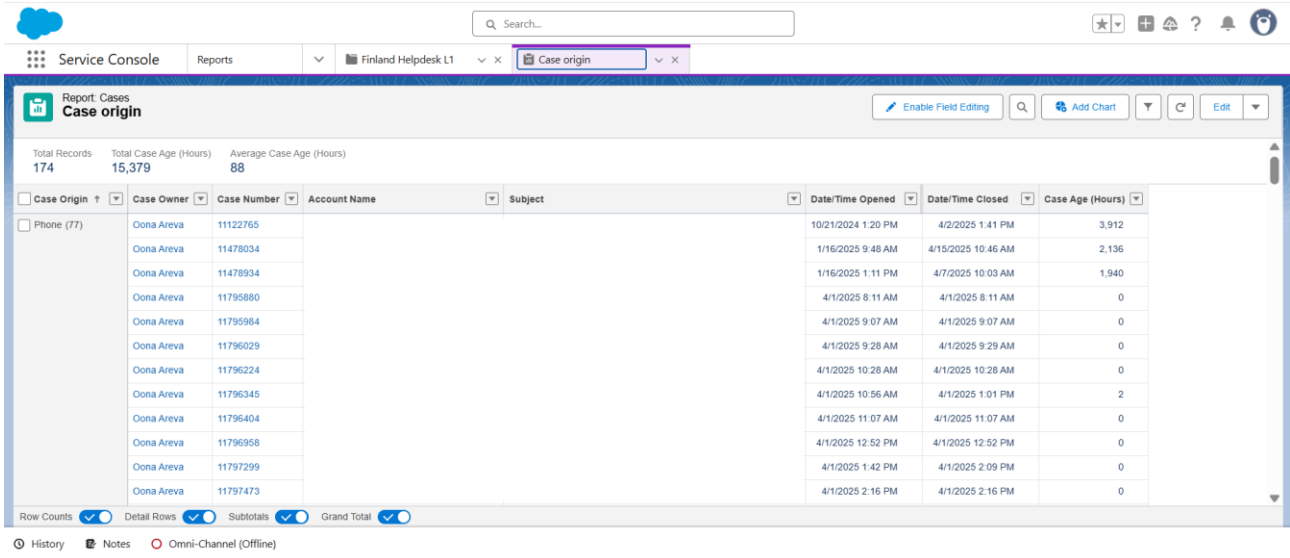 Search...
Service Console Reports Finland Helpdesk L1 Case origin
Report: Cases
Case origin
Enable Field Editing Add Chart Edit
Total Records Total Case Age (Hours) Average Case Age (Hours)
174 15,379 88
Case Origin ↑ Case Owner Case Number Account Name Subject Date/Time Opened Date/Time Closed Case Age (Hours)
Phone (77) Oona Areva 11122765 10/21/2024 1:20 PM 4/2/2025 1:41 PM 3,912
Oona Areva 11478034 1/16/2025 9:48 AM 4/15/2025 10:46 AM 2,136
Oona Areva 11478934 1/16/2025 1:11 PM 4/7/2025 10:03 AM 1,940
Oona Areva 11795880 4/1/2025 8:11 AM 4/1/2025 8:11 AM 0
Oona Areva 11795984 4/1/2025 9:07 AM 4/1/2025 9:07 AM 0
Oona Areva 11796029 4/1/2025 9:28 AM 4/1/2025 9:29 AM 0
Oona Areva 11796224 4/1/2025 10:28 AM 4/1/2025 10:28 AM 0
Oona Areva 11796345 4/1/2025 10:56 AM 4/1/2025 1:01 PM 2
Oona Areva 11796404 4/1/2025 11:07 AM 4/1/2025 11:07 AM 0
Oona Areva 11796958 4/1/2025 12:52 PM 4/1/2025 12:52 PM 0
Oona Areva 11797299 4/1/2025 1:42 PM 4/1/2025 2:09 PM 0
Oona Areva 11797473 4/1/2025 2:16 PM 4/1/2025 2:16 PM 0
Row Counts Detail Rows Subtotals Grand Total
History Notes Omni-Channel (Offline)